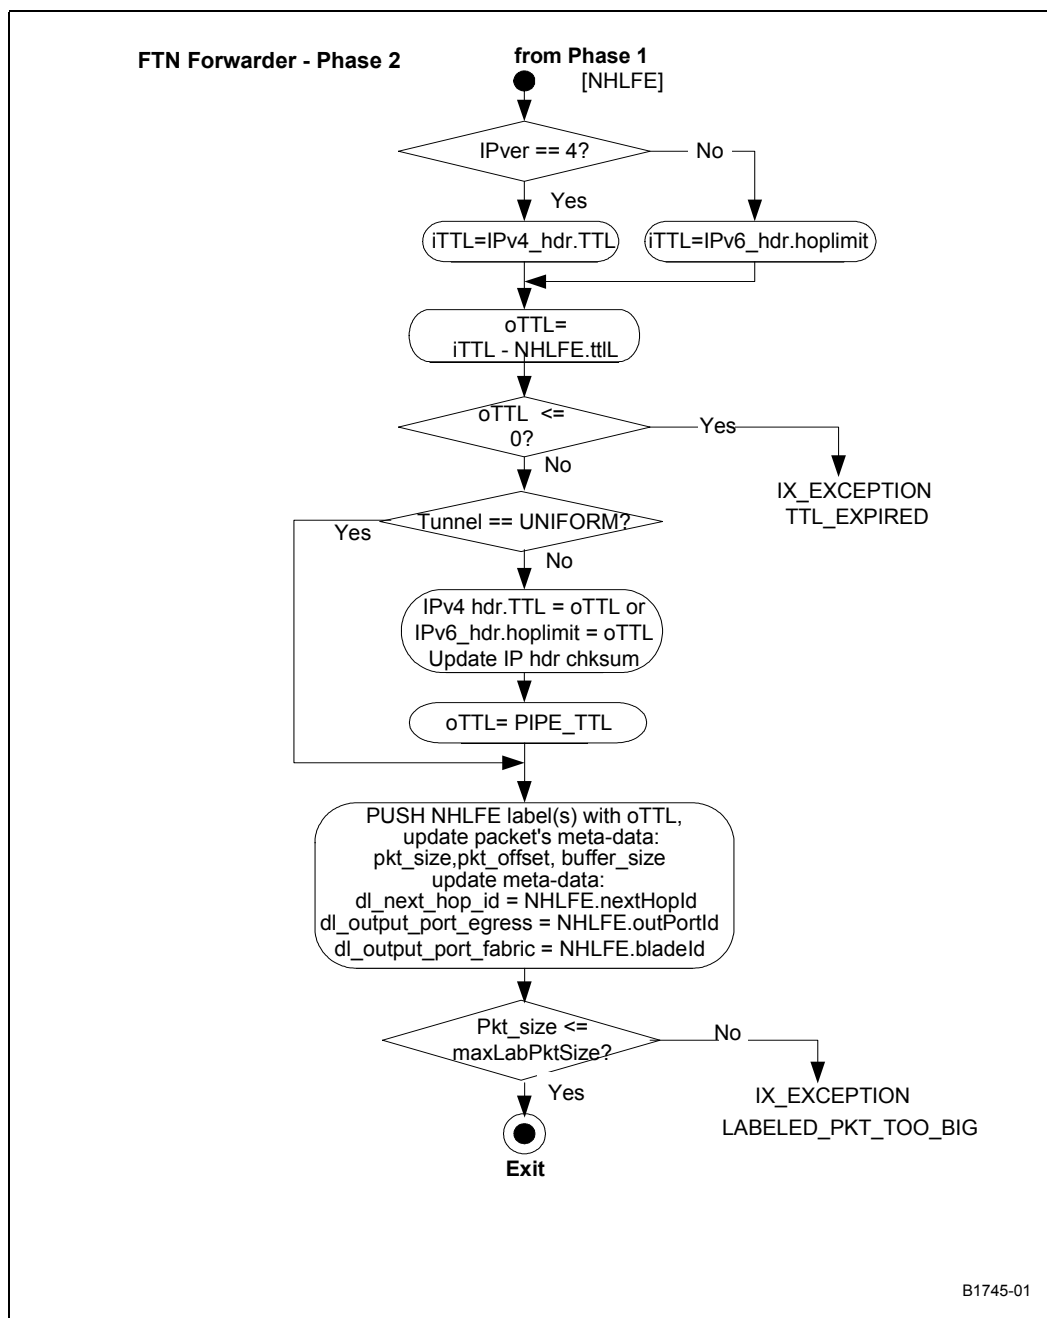 FTN Forwarder - Phase 2
from Phase 1
[NHLFE]
IPver == 4?
No
Yes
iTTL=IPv4_hdr.TTL
iTTL=IPv6_hdr.hoplimit
oTTL=
iTTL - NHLFE.ttlL
oTTL <=
0?
Yes
No
IX_EXCEPTION
TTL_EXPIRED
Tunnel == UNIFORM?
Yes
No
IPv4 hdr.TTL = oTTL or
IPv6_hdr.hoplimit = oTTL
Update IP hdr chksum
oTTL= PIPE_TTL
PUSH NHLFE label(s) with oTTL,
update packet's meta-data:
pkt_size,pkt_offset, buffer_size
update meta-data:
dl_next_hop_id = NHLFE.nextHopId
dl_output_port_egress = NHLFE.outPortId
dl_output_port_fabric = NHLFE.bladeId
Pkt_size <=
maxLabPktSize?
No
Yes
IX_EXCEPTION
LABELED_PKT_TOO_BIG
Exit
B1745-01